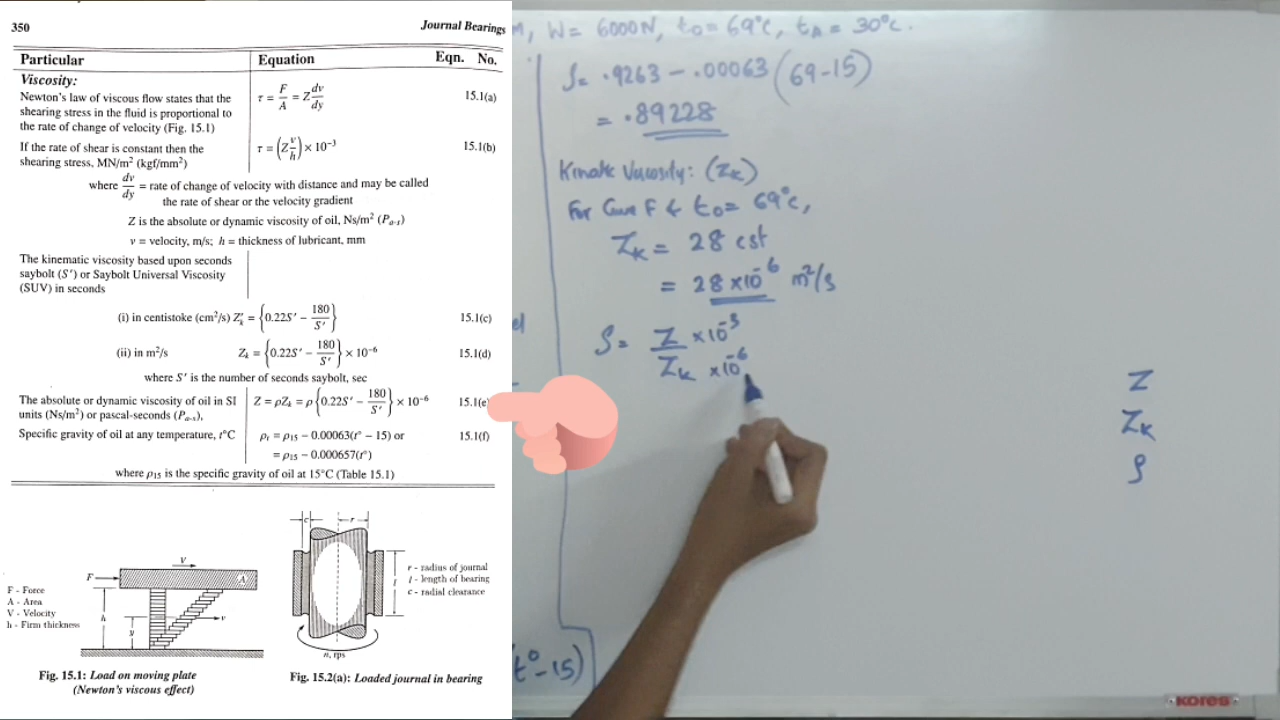 350
Journal Bearings
Particular Equation Eqn. No.
Viscosity:
Newton's law of viscous flow states that the
shearing stress in the fluid is proportional to
the rate of change of velocity (Fig. 15.1)
τ = F/A = Z dv/dy 15.1(a)
If the rate of shear is constant then the
shearing stress, MN/m² (kgf/mm²)
τ = (Z v/h) × 10⁻³ 15.1(b)
where dv/dy = rate of change of velocity with distance and may be called
the rate of shear or the velocity gradient
Z is the absolute or dynamic viscosity of oil, Ns/m² (Pa-s)
v = velocity, m/s; h = thickness of lubricant, mm
The kinematic viscosity based upon seconds
saybolt (S') or Saybolt Universal Viscosity
(SUV) in seconds
(i) in centistoke (cm²/s) Z'k = {0.22S' − 180/S'} 15.1(c)
(ii) in m²/s Zk = {0.22S' − 180/S'} × 10⁻⁶ 15.1(d)
where S' is the number of seconds saybolt, sec
The absolute or dynamic viscosity of oil in SI
units (Ns/m²) or pascal-seconds (Pa-s),
Z = ρZk = ρ{0.22S' − 180/S'} × 10⁻⁶ 15.1(e)
Specific gravity of oil at any temperature, t°C
ρt = ρ15 − 0.00063(t° − 15) or 15.1(f)
= ρ15 − 0.000657(t°)
where ρ15 is the specific gravity of oil at 15°C (Table 15.1)
V
F
A
h
y
v
F - Force
A - Area
V - Velocity
h - Firm thickness
Fig. 15.1: Load on moving plate
(Newton's viscous effect)
c
r
l
n, rps
r - radius of journal
l - length of bearing
c - radial clearance
Fig. 15.2(a): Loaded journal in bearing
W = 6000N, to = 69°c, tA = 30°c.
ρ = .9263 − .00063 (69-15)
= .89228
Kinatc Viscosity: (ZK)
For Curve F & to = 69°c,
ZK = 28 cst
= 28 ×10⁻⁶ m²/s
ρ = Z ×10⁻³
ZK ×10⁻⁶
Z
ZK
ρ
t°-15)
KORES